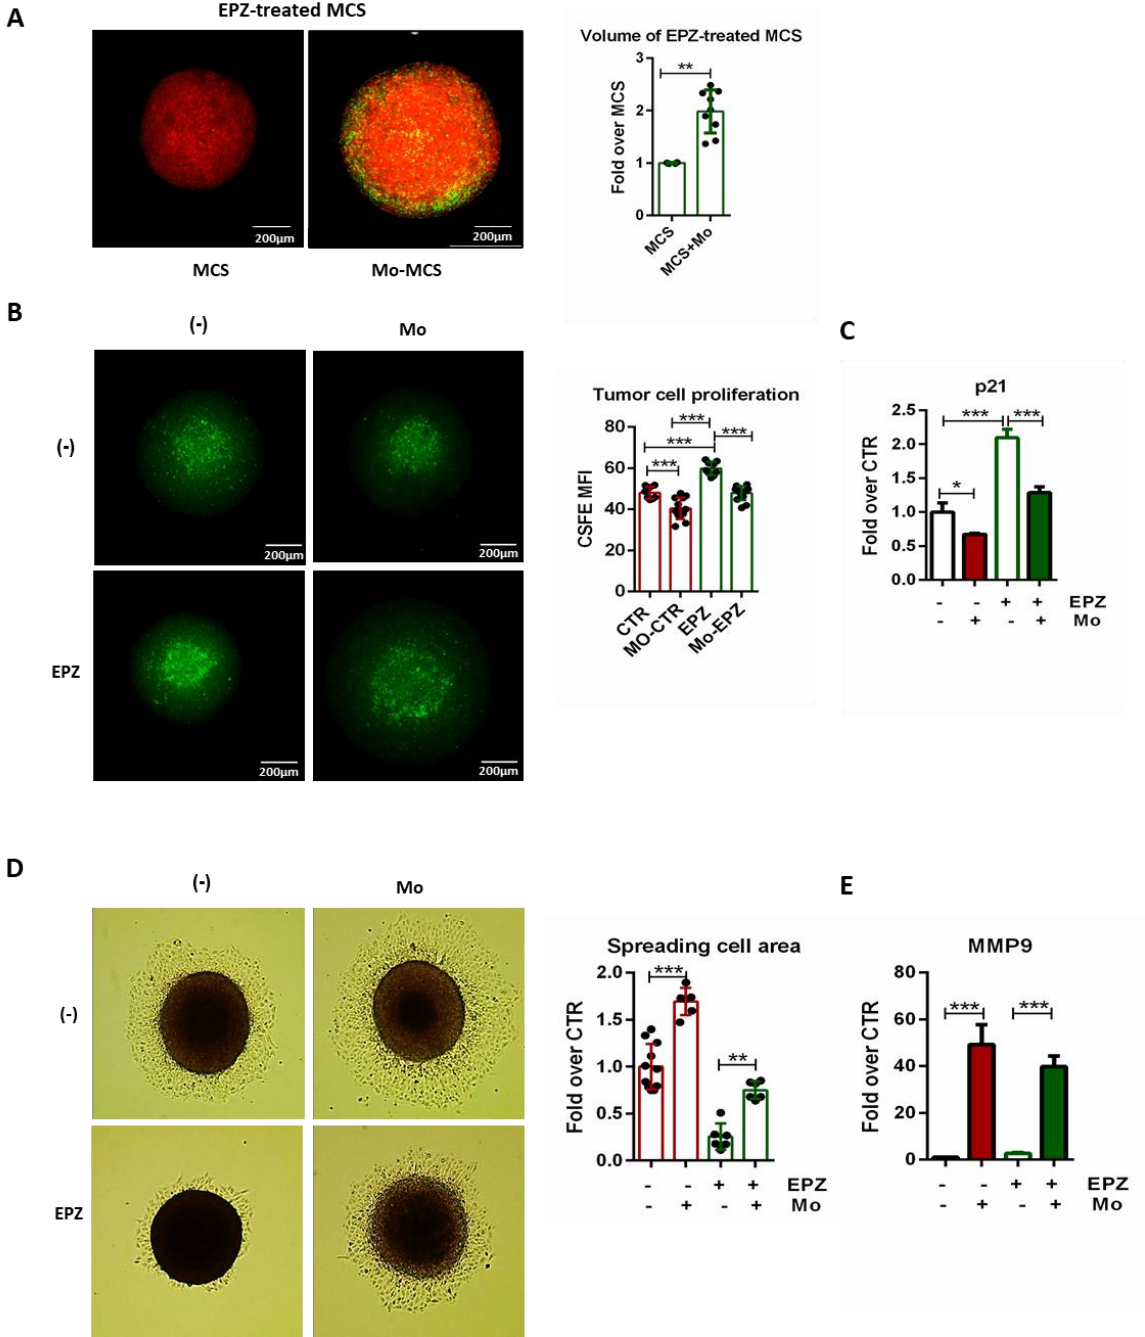 A
EPZ-treated MCS
200μm
200μm
MCS
Mo-MCS
Volume of EPZ-treated MCS
Fold over MCS
3
2
1
0
**
MCS
MCS+Mo
B
(-)
Mo
(-)
EPZ
200μm
200μm
200μm
200μm
Tumor cell proliferation
CSFE MFI
80
60
40
20
0
***
***
***
***
CTR
MO-CTR
EPZ
Mo-EPZ
C
p21
Fold over CTR
2.5
2.0
1.5
1.0
0.5
0.0
*** ***
*
- - + + EPZ
- + - + Mo
D
(-)
Mo
(-)
EPZ
Spreading cell area
Fold over CTR
2.0
1.5
1.0
0.5
0.0
***
**
- - + + EPZ
- + - + Mo
E
MMP9
Fold over CTR
80
60
40
20
0
*** ***
- - + + EPZ
- + - + Mo